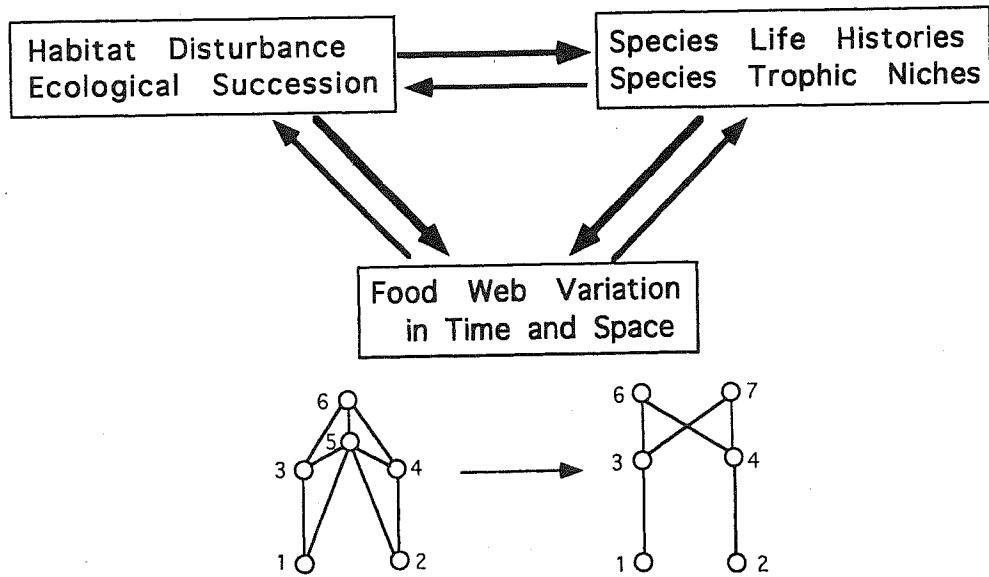 Habitat Disturbance
Ecological Succession
Species Life Histories
Species Trophic Niches
Food Web Variation
in Time and Space
6
5
3 4
1 2
6 7
3 4
1 2